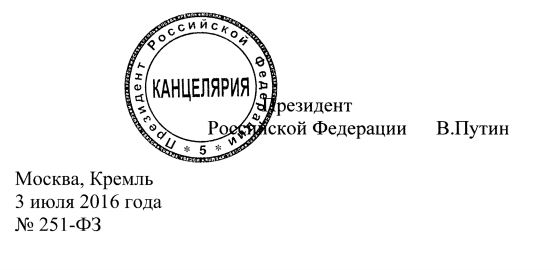 Президент Российской Федерации
КАНЦЕЛЯРИЯ
* 5 *
Президент
Российской Федерации В.Путин
Москва, Кремль
3 июля 2016 года
№ 251-ФЗ